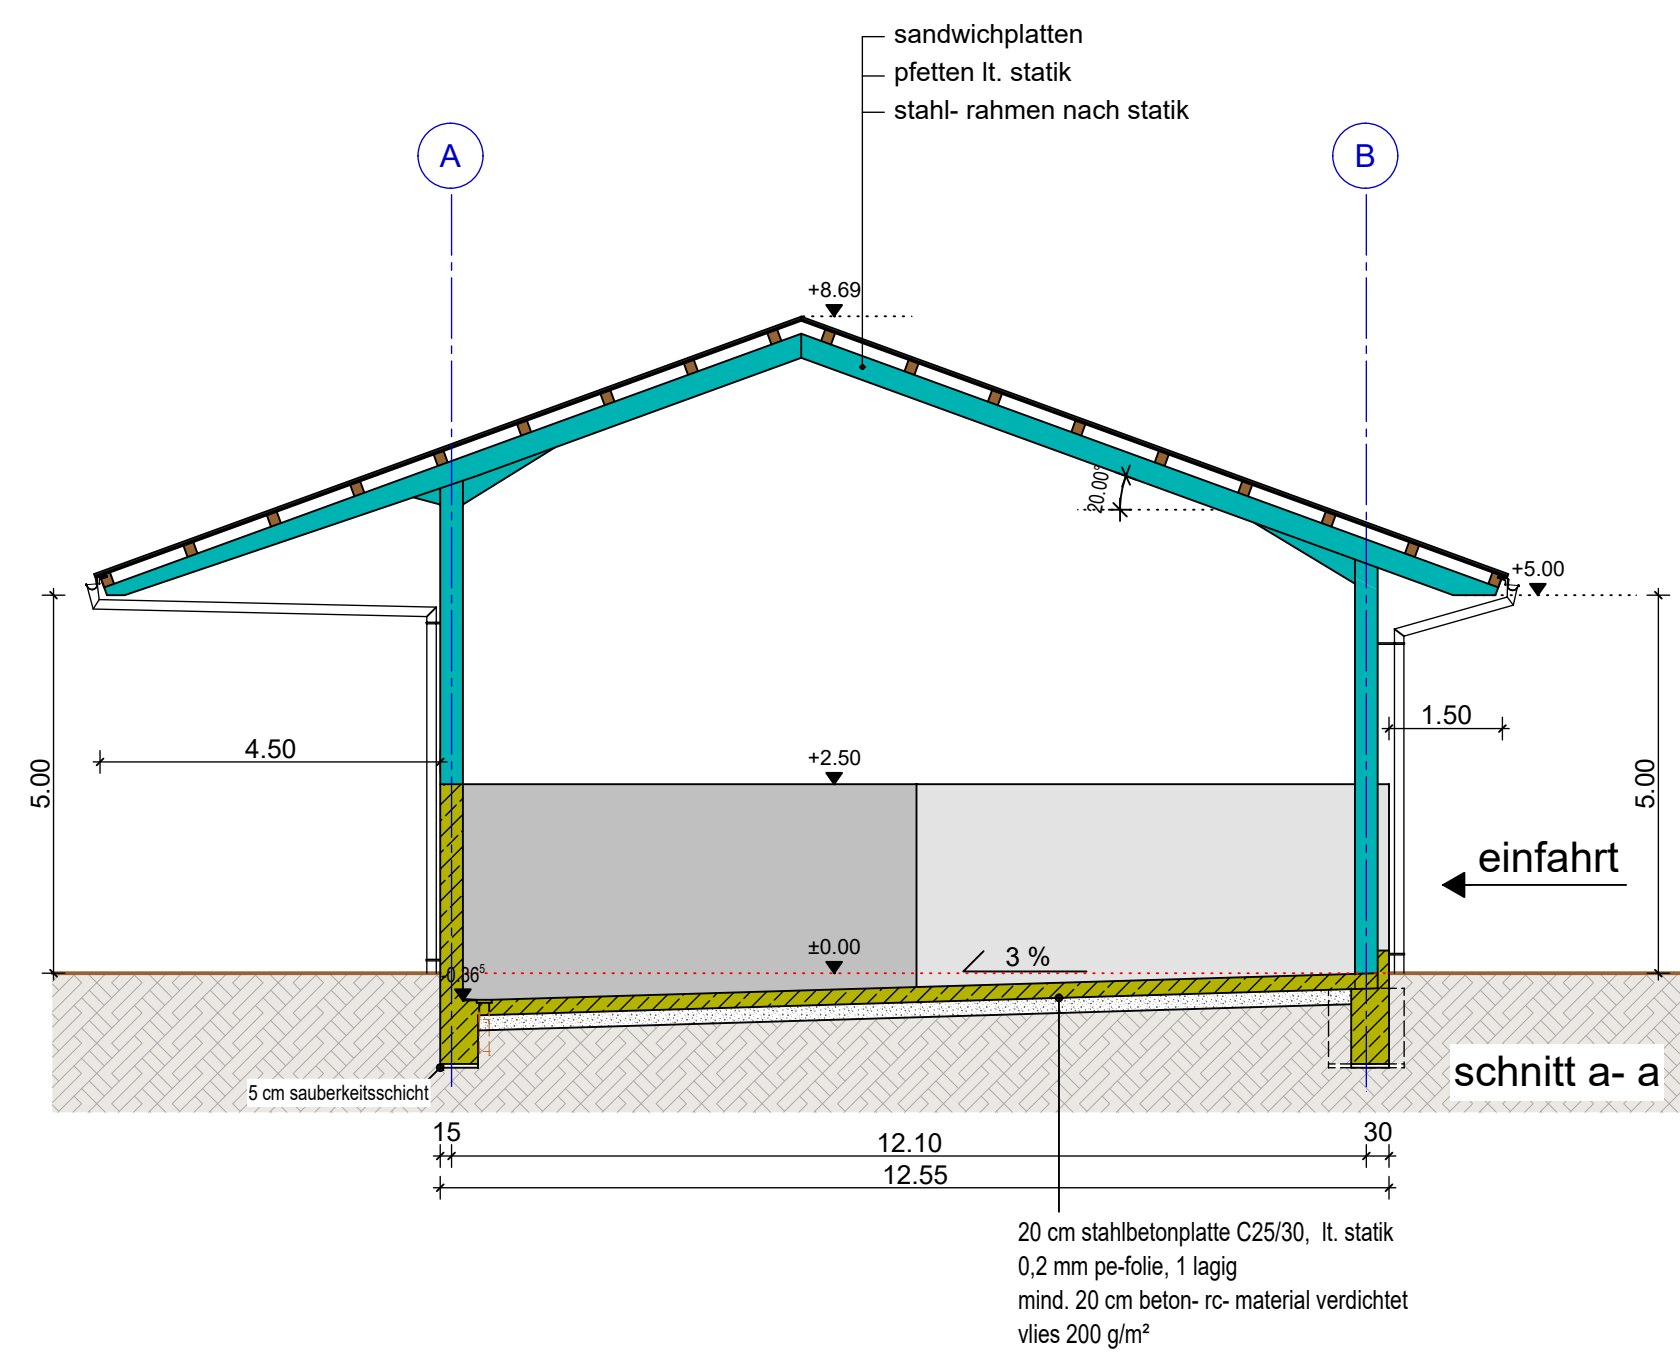 sandwichplatten
pfetten lt. statik
stahl- rahmen nach statik
A
B
+8.69
20.00°
+5.00
1.50
4.50
+2.50
5.00
5.00
einfahrt
±0.00
3 %
-0.36⁵
schnitt a- a
5 cm sauberkeitsschicht
15
12.10
30
12.55
20 cm stahlbetonplatte C25/30, lt. statik
0,2 mm pe-folie, 1 lagig
mind. 20 cm beton- rc- material verdichtet
vlies 200 g/m²